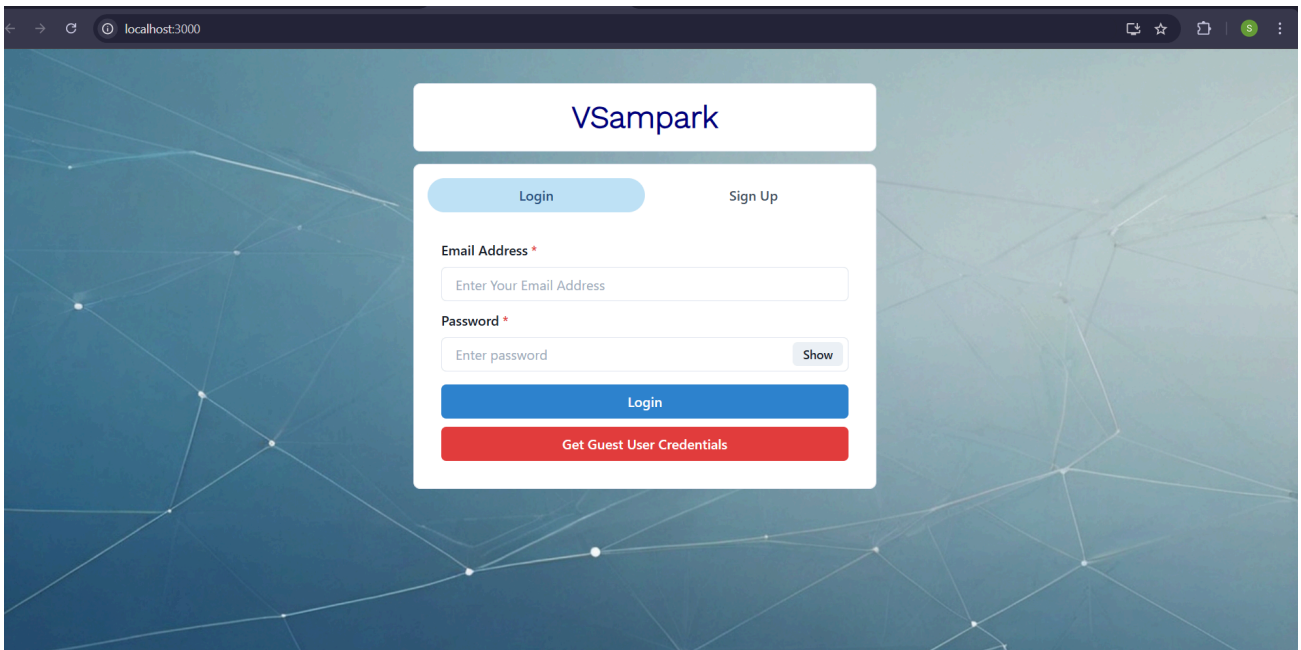 localhost:3000
S
VSampark
Login Sign Up
Email Address *
Enter Your Email Address
Password *
Enter password Show
Login
Get Guest User Credentials